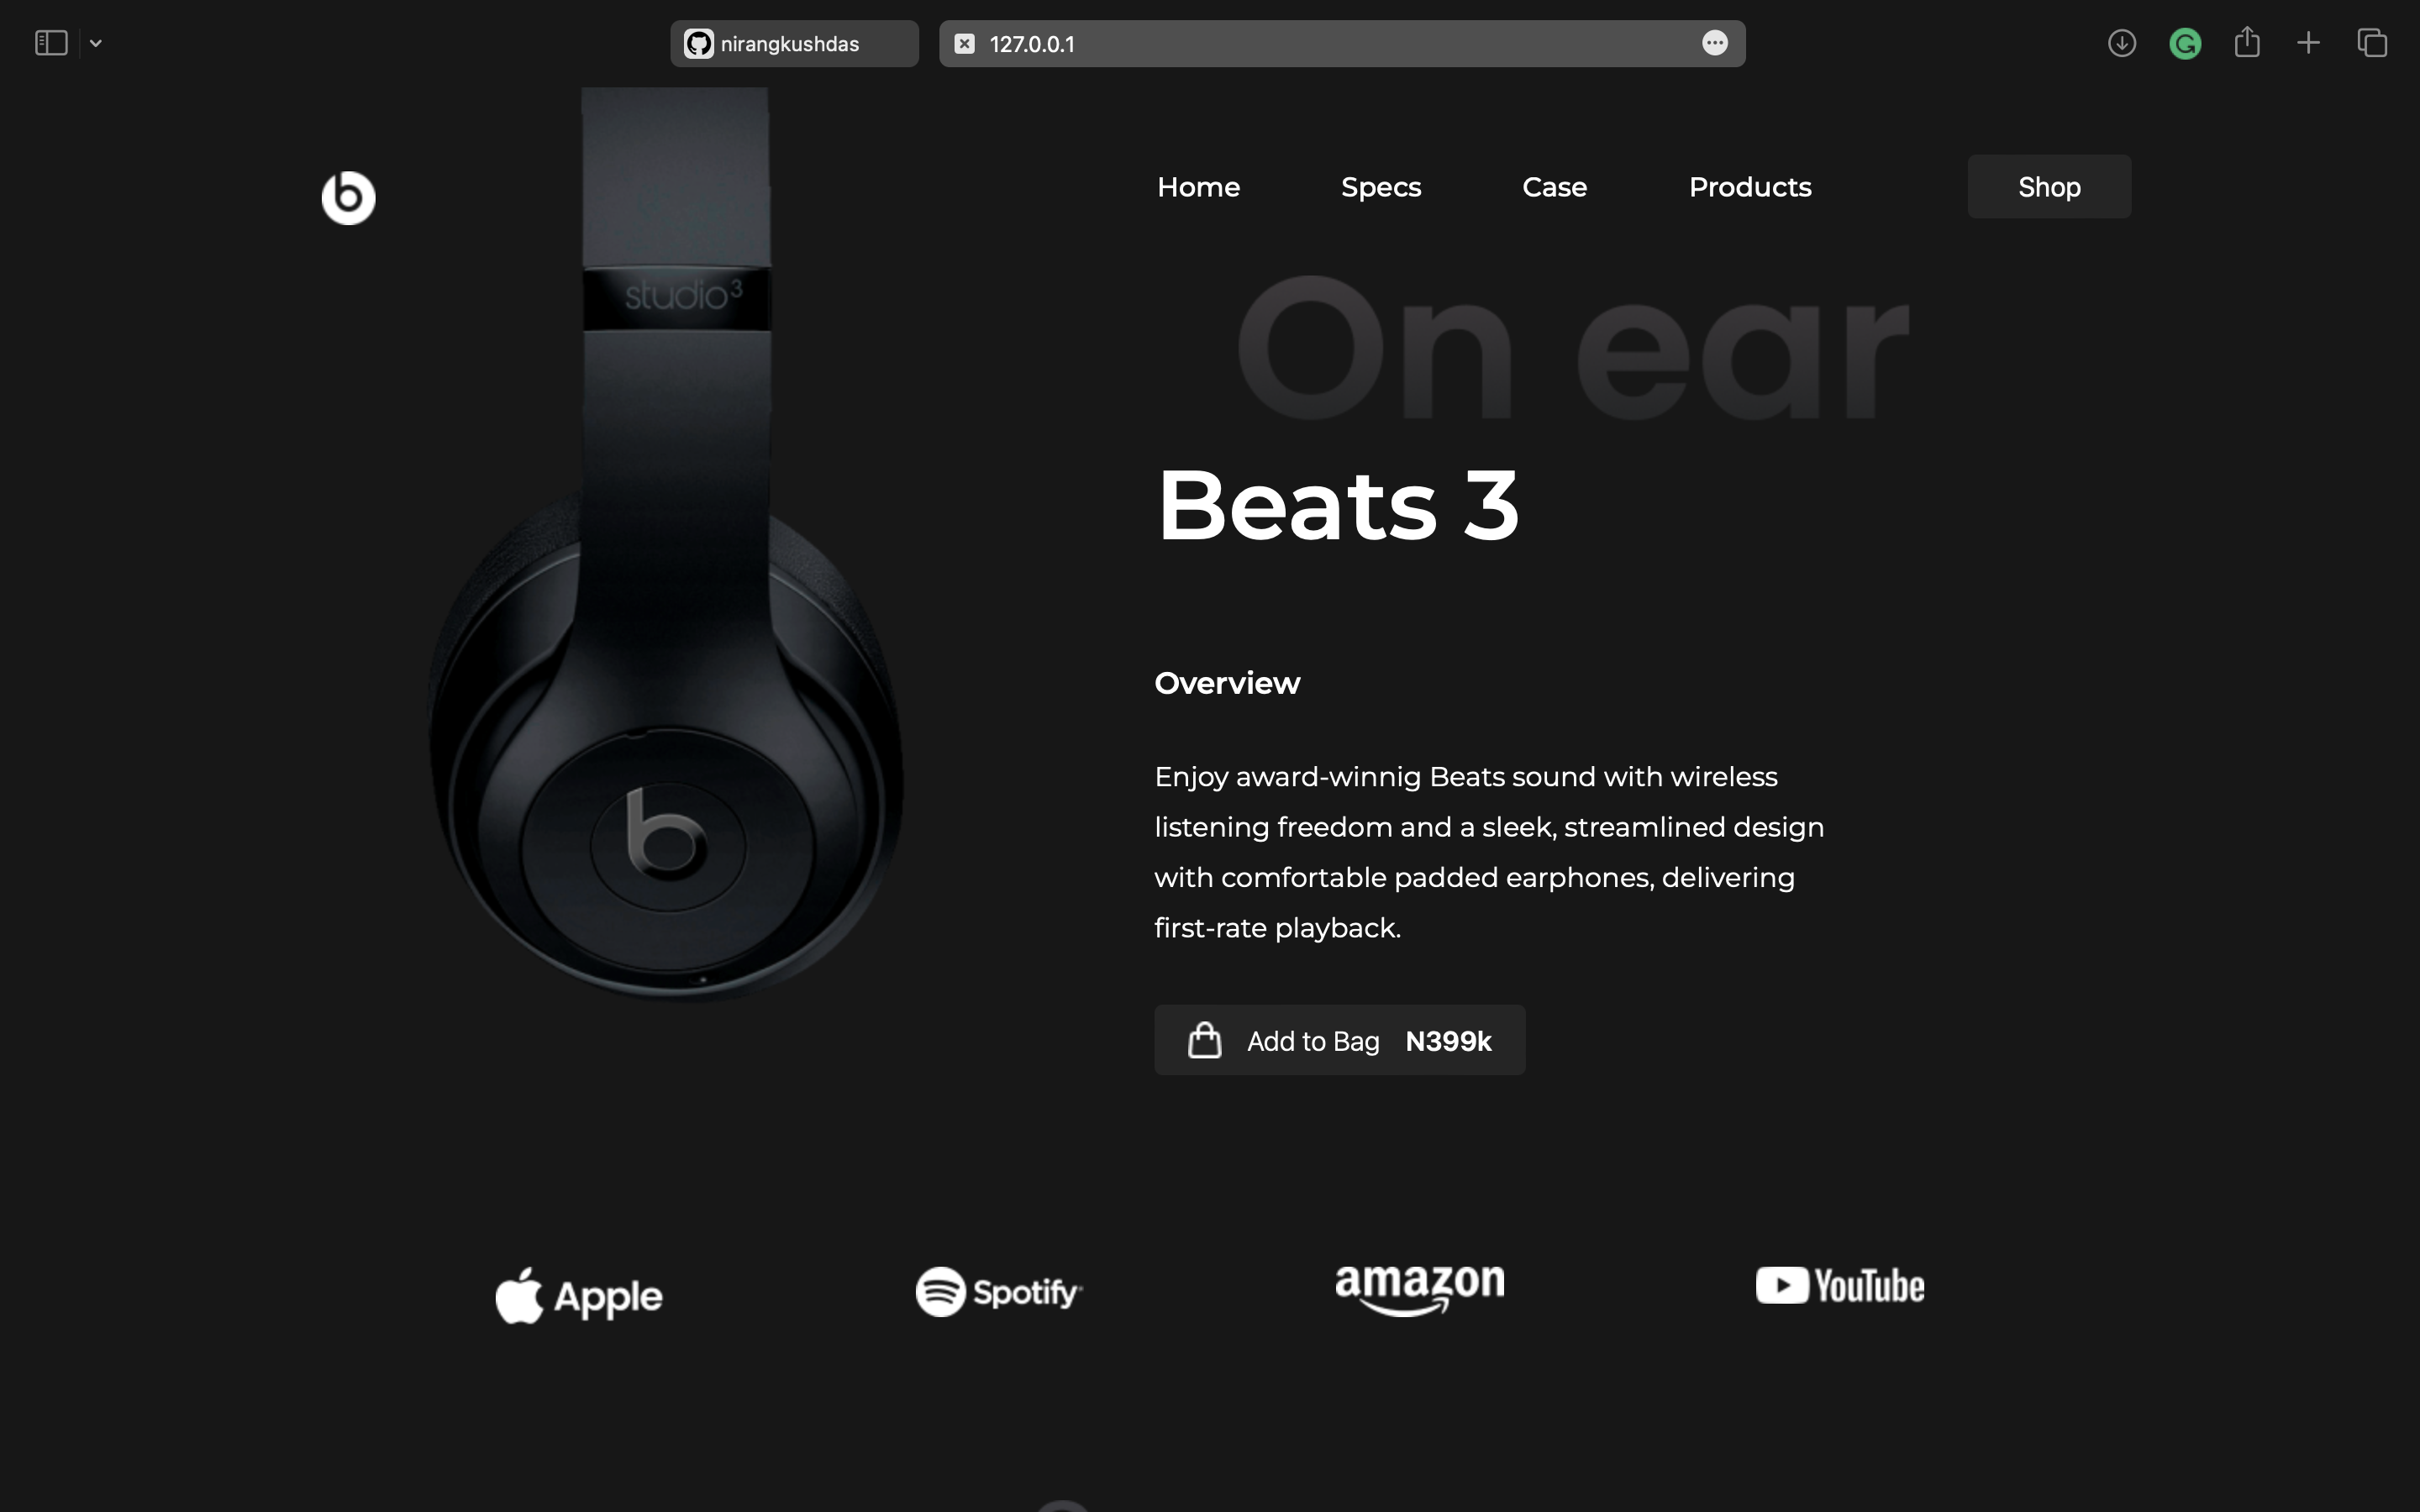 nirangkushdas
127.0.0.1
Home Specs Case Products Shop
studio3
On ear
Beats 3
Overview
Enjoy award-winnig Beats sound with wireless
listening freedom and a sleek, streamlined design
with comfortable padded earphones, delivering
first-rate playback.
Add to Bag N399k
Apple Spotify amazon YouTube